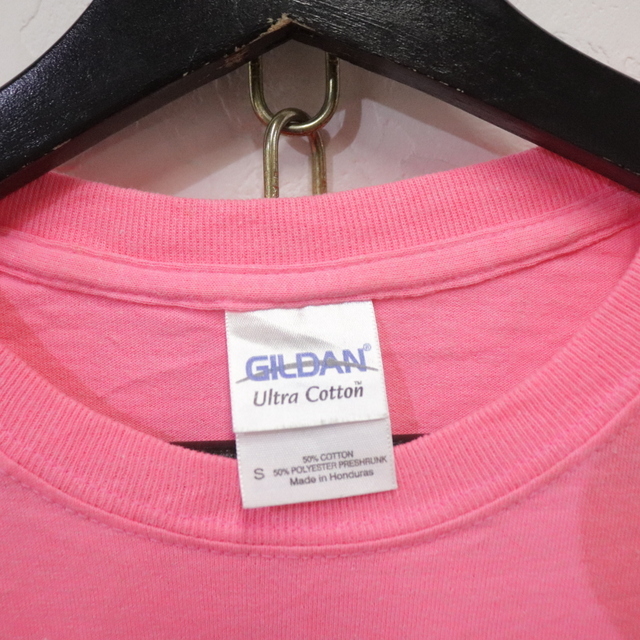 GILDAN®
Ultra Cotton™
50% COTTON
S 50% POLYESTER PRESHRUNK
Made in Honduras